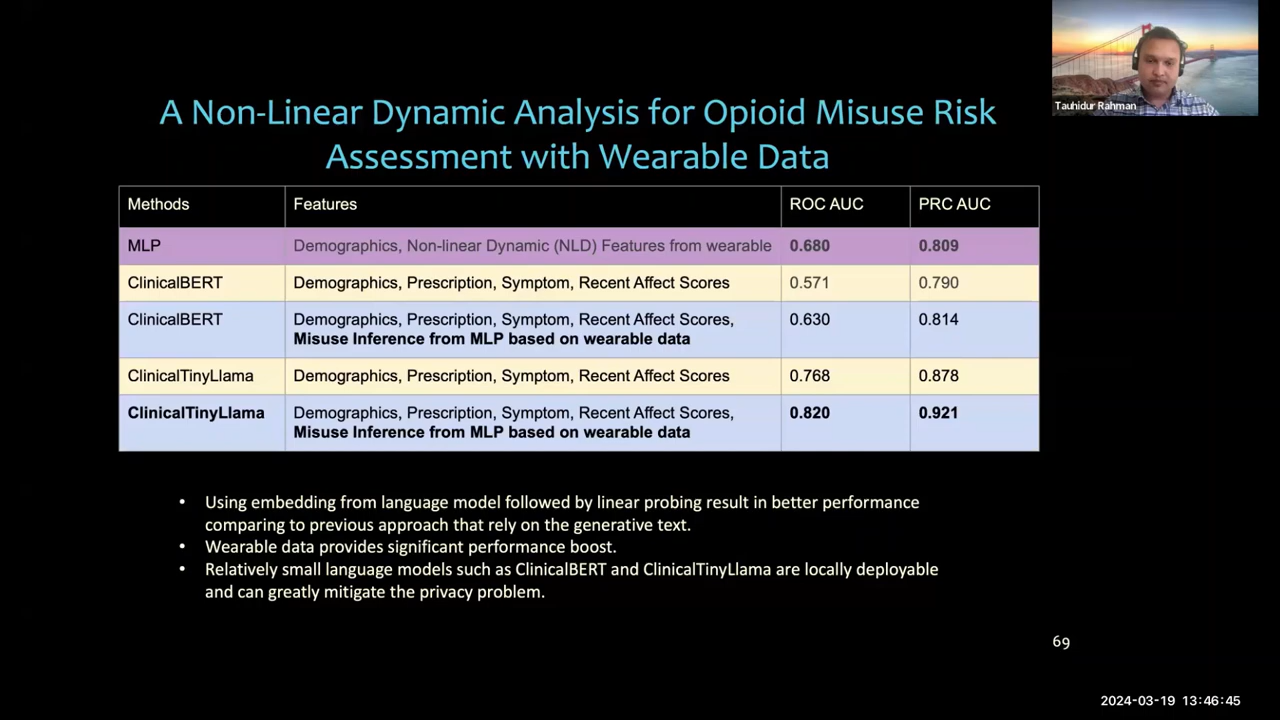 Tauhidur Rahman
A Non-Linear Dynamic Analysis for Opioid Misuse Risk
Assessment with Wearable Data
Methods Features ROC AUC PRC AUC
MLP Demographics, Non-linear Dynamic (NLD) Features from wearable 0.680 0.809
ClinicalBERT Demographics, Prescription, Symptom, Recent Affect Scores 0.571 0.790
ClinicalBERT Demographics, Prescription, Symptom, Recent Affect Scores, 0.630 0.814
Misuse Inference from MLP based on wearable data
ClinicalTinyLlama Demographics, Prescription, Symptom, Recent Affect Scores 0.768 0.878
ClinicalTinyLlama Demographics, Prescription, Symptom, Recent Affect Scores, 0.820 0.921
Misuse Inference from MLP based on wearable data
• Using embedding from language model followed by linear probing result in better performance
comparing to previous approach that rely on the generative text.
• Wearable data provides significant performance boost.
• Relatively small language models such as ClinicalBERT and ClinicalTinyLlama are locally deployable
and can greatly mitigate the privacy problem.
69
2024-03-19 13:46:45